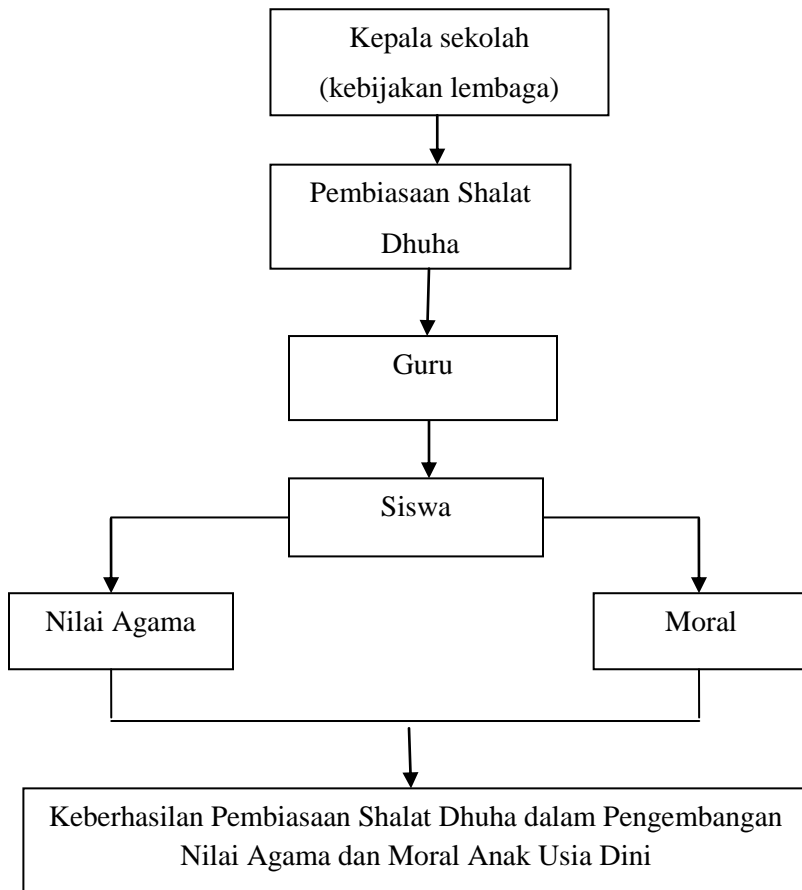 Kepala sekolah
(kebijakan lembaga)
Pembiasaan Shalat
Dhuha
Guru
Siswa
Nilai Agama
Moral
Keberhasilan Pembiasaan Shalat Dhuha dalam Pengembangan
Nilai Agama dan Moral Anak Usia Dini